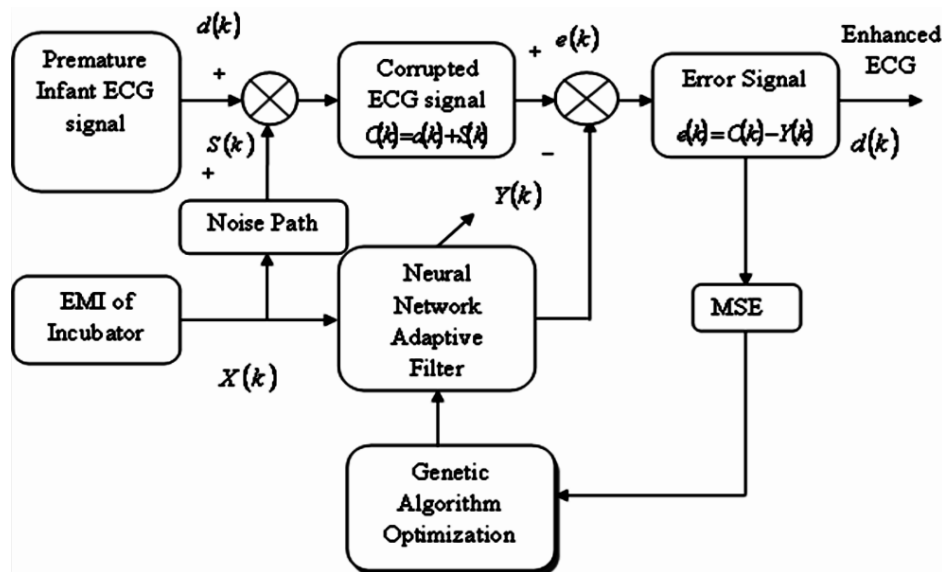 Premature
Infant ECG
signal
d(k)
+
S(k)
+
Corrupted
ECG signal
C(k)=d(k)+S(k)
+ e(k)
−
Error Signal
e(k)=C(k)−Y(k)
Enhanced
ECG
d(k)
Noise Path
Y(k)
EMI of
Incubator
X(k)
Neural
Network
Adaptive
Filter
MSE
Genetic
Algorithm
Optimization